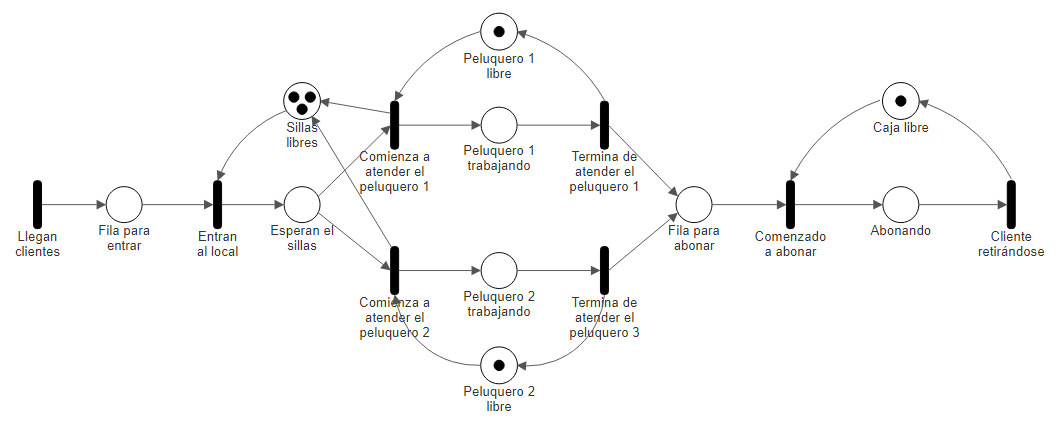 Peluquero 1
libre
Sillas
libres
Caja libre
Comienza a
atender el
peluquero 1
Peluquero 1
trabajando
Termina de
atender el
peluquero 1
Llegan
clientes
Fila para
entrar
Entran
al local
Esperan el
sillas
Fila para
abonar
Comenzado
a abonar
Abonando
Cliente
retirándose
Comienza a
atender el
peluquero 2
Peluquero 2
trabajando
Termina de
atender el
peluquero 3
Peluquero 2
libre